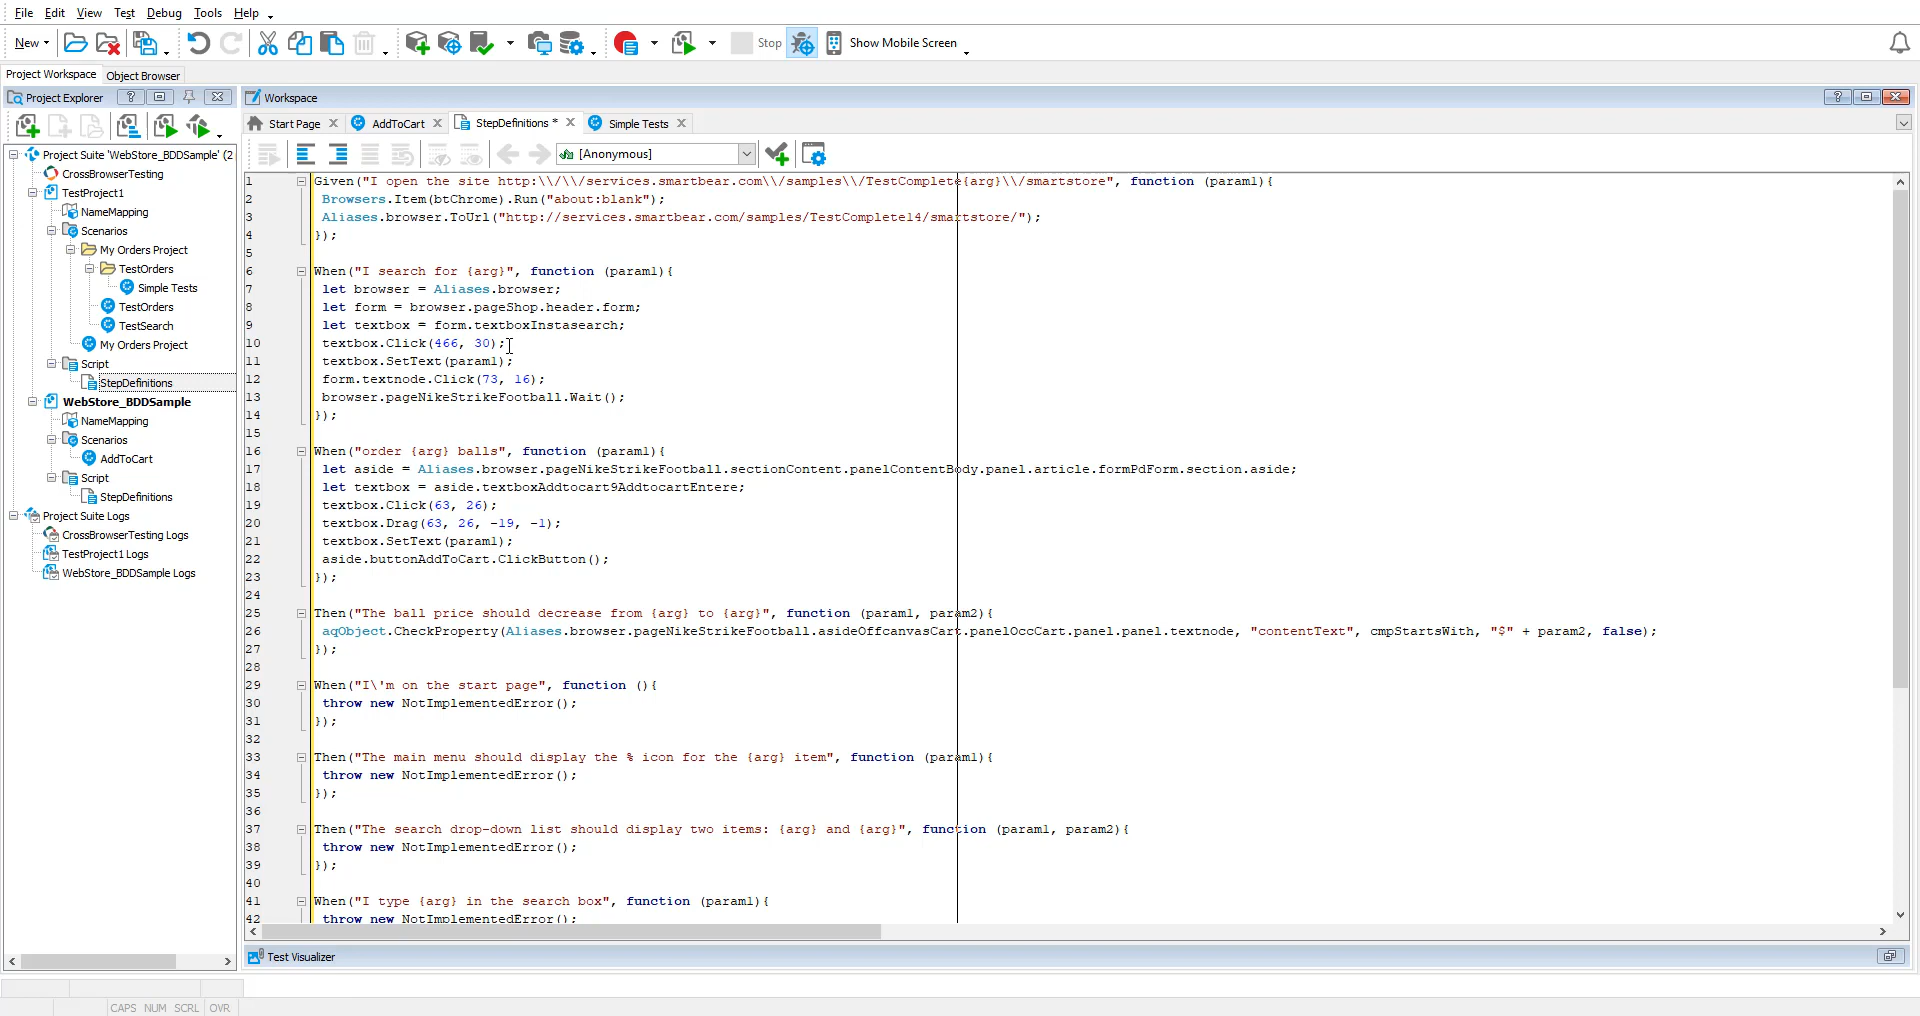 File Edit View Test Debug Tools Help
New Stop Show Mobile Screen
Project Workspace Object Browser
Project Explorer
Workspace
Start Page AddToCart StepDefinitions * Simple Tests
[Anonymous]
Project Suite 'WebStore_BDDSample' (2
CrossBrowserTesting
TestProject1
NameMapping
Scenarios
My Orders Project
TestOrders
Simple Tests
TestOrders
TestSearch
My Orders Project
Script
StepDefinitions
WebStore_BDDSample
NameMapping
Scenarios
AddToCart
Script
StepDefinitions
Project Suite Logs
CrossBrowserTesting Logs
TestProject1 Logs
WebStore_BDDSample Logs
1 Given("I open the site http:\\/\\/services.smartbear.com\\/samples\\/TestComplete{arg}\\/smartstore", function (param1){
2 Browsers.Item(btChrome).Run("about:blank");
3 Aliases.browser.ToUrl("http://services.smartbear.com/samples/TestComplete14/smartstore/");
4 });
5
6 When("I search for {arg}", function (param1){
7 let browser = Aliases.browser;
8 let form = browser.pageShop.header.form;
9 let textbox = form.textboxInstasearch;
10 textbox.Click(466, 30);
11 textbox.SetText(param1);
12 form.textnode.Click(73, 16);
13 browser.pageNikeStrikeFootball.Wait();
14 });
15
16 When("order {arg} balls", function (param1){
17 let aside = Aliases.browser.pageNikeStrikeFootball.sectionContent.panelContentBody.panel.article.formPdForm.section.aside;
18 let textbox = aside.textboxAddtocart9AddtocartEntere;
19 textbox.Click(63, 26);
20 textbox.Drag(63, 26, -19, -1);
21 textbox.SetText(param1);
22 aside.buttonAddToCart.ClickButton();
23 });
24
25 Then("The ball price should decrease from {arg} to {arg}", function (param1, param2){
26 aqObject.CheckProperty(Aliases.browser.pageNikeStrikeFootball.asideOffcanvasCart.panelOccCart.panel.panel.textnode, "contentText", cmpStartsWith, "$" + param2, false);
27 });
28
29 When("I\'m on the start page", function (){
30 throw new NotImplementedError();
31 });
32
33 Then("The main menu should display the % icon for the {arg} item", function (param1){
34 throw new NotImplementedError();
35 });
36
37 Then("The search drop-down list should display two items: {arg} and {arg}", function (param1, param2){
38 throw new NotImplementedError();
39 });
40
41 When("I type {arg} in the search box", function (param1){
42 throw new NotImplementedError();
Test Visualizer
CAPS NUM SCRL OVR